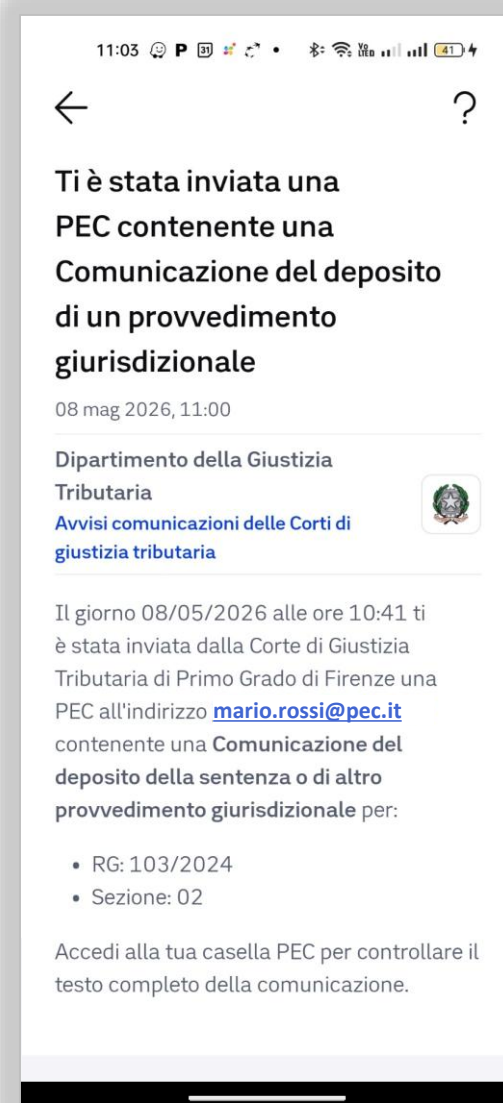 11:03 P 31 Yo LTE 41
?
Ti è stata inviata una
PEC contenente una
Comunicazione del deposito
di un provvedimento
giurisdizionale
08 mag 2026, 11:00
Dipartimento della Giustizia
Tributaria
Avvisi comunicazioni delle Corti di
giustizia tributaria
Il giorno 08/05/2026 alle ore 10:41 ti
è stata inviata dalla Corte di Giustizia
Tributaria di Primo Grado di Firenze una
PEC all'indirizzo mario.rossi@pec.it
contenente una Comunicazione del
deposito della sentenza o di altro
provvedimento giurisdizionale per:
• RG: 103/2024
• Sezione: 02
Accedi alla tua casella PEC per controllare il
testo completo della comunicazione.